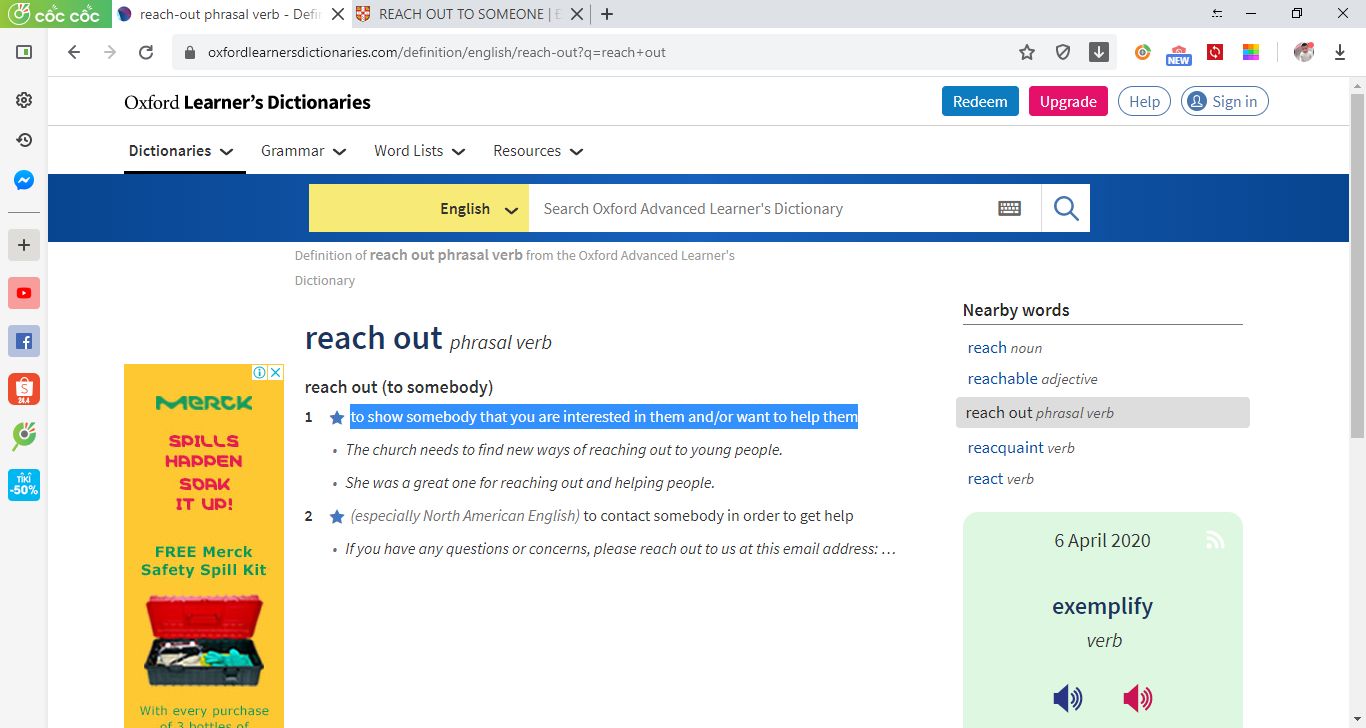 cốc cốc
reach-out phrasal verb - Defin
REACH OUT TO SOMEONE |
oxfordlearnersdictionaries.com/definition/english/reach-out?q=reach+out
NEW
Oxford Learner's Dictionaries
Redeem
Upgrade
Help
Sign in
Dictionaries
Grammar
Word Lists
Resources
English
Search Oxford Advanced Learner's Dictionary
Definition of reach out phrasal verb from the Oxford Advanced Learner's
Dictionary
reach out phrasal verb
reach out (to somebody)
1 to show somebody that you are interested in them and/or want to help them
• The church needs to find new ways of reaching out to young people.
• She was a great one for reaching out and helping people.
2 (especially North American English) to contact somebody in order to get help
• If you have any questions or concerns, please reach out to us at this email address: …
Nearby words
reach noun
reachable adjective
reach out phrasal verb
reacquaint verb
react verb
6 April 2020
exemplify
verb
MERCK
SPILLS
HAPPEN
SOAK
IT UP!
FREE Merck
Safety Spill Kit
With every purchase
of 3 bottles of
S
24.4
TIKI
-50%